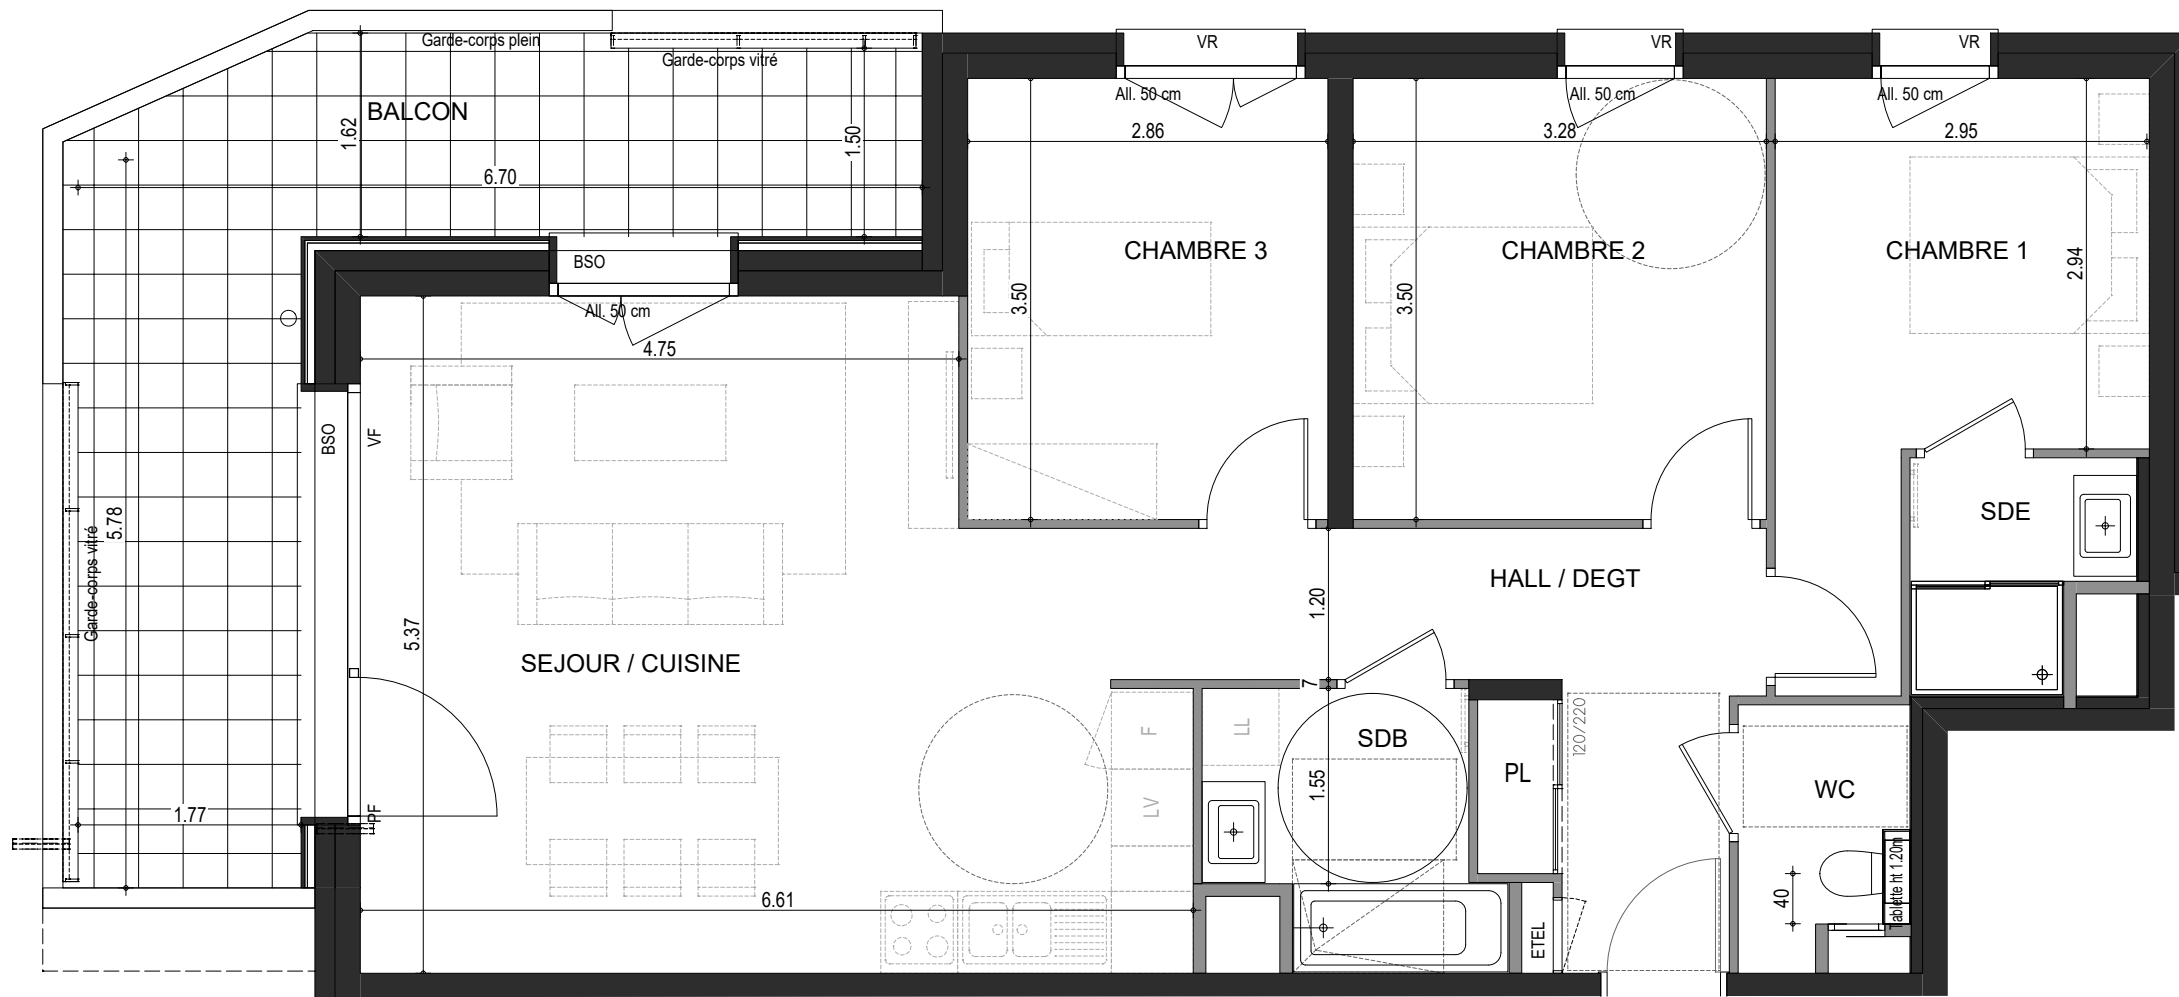 Garde-corps plein
Garde-corps vitré
VR
VR
VR
All. 50 cm
All. 50 cm
All. 50 cm
BALCON
1.62
1.50
6.70
2.86
3.28
2.95
CHAMBRE 3
CHAMBRE 2
CHAMBRE 1
3.50
3.50
2.94
BSO
All. 50 cm
4.75
BSO
VF
5.78
Garde-corps vitré
SDE
HALL / DEGT
1.20
5.37
SEJOUR / CUISINE
7
F
LL
SDB
120/220
PL
WC
LV
1.55
1.77
PF
6.61
ETEL
40
Tablette ht 1.20m